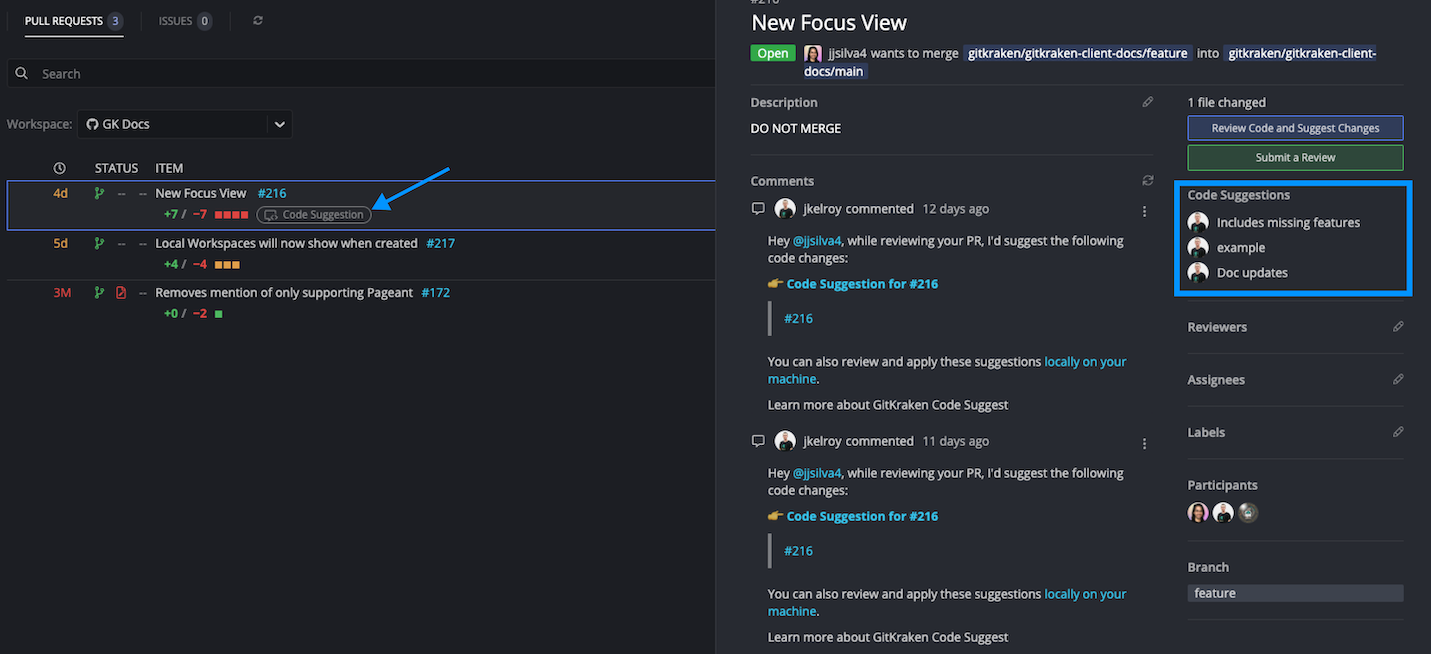 PULL REQUESTS 3 ISSUES 0
Search
Workspace: GK Docs
STATUS ITEM
4d -- -- New Focus View #216
+7 / −7 Code Suggestion
5d -- -- Local Workspaces will now show when created #217
+4 / −4
3M -- Removes mention of only supporting Pageant #172
+0 / −2
#216
New Focus View
Open jjsilva4 wants to merge gitkraken/gitkraken-client-docs/feature into gitkraken/gitkraken-client-
docs/main
Description
DO NOT MERGE
Comments
jkelroy commented 12 days ago
Hey @jjsilva4, while reviewing your PR, I'd suggest the following
code changes:
👉 Code Suggestion for #216
#216
You can also review and apply these suggestions locally on your
machine.
Learn more about GitKraken Code Suggest
jkelroy commented 11 days ago
Hey @jjsilva4, while reviewing your PR, I'd suggest the following
code changes:
👉 Code Suggestion for #216
#216
You can also review and apply these suggestions locally on your
machine.
Learn more about GitKraken Code Suggest
1 file changed
Review Code and Suggest Changes
Submit a Review
Code Suggestions
Includes missing features
example
Doc updates
Reviewers
Assignees
Labels
Participants
Branch
feature